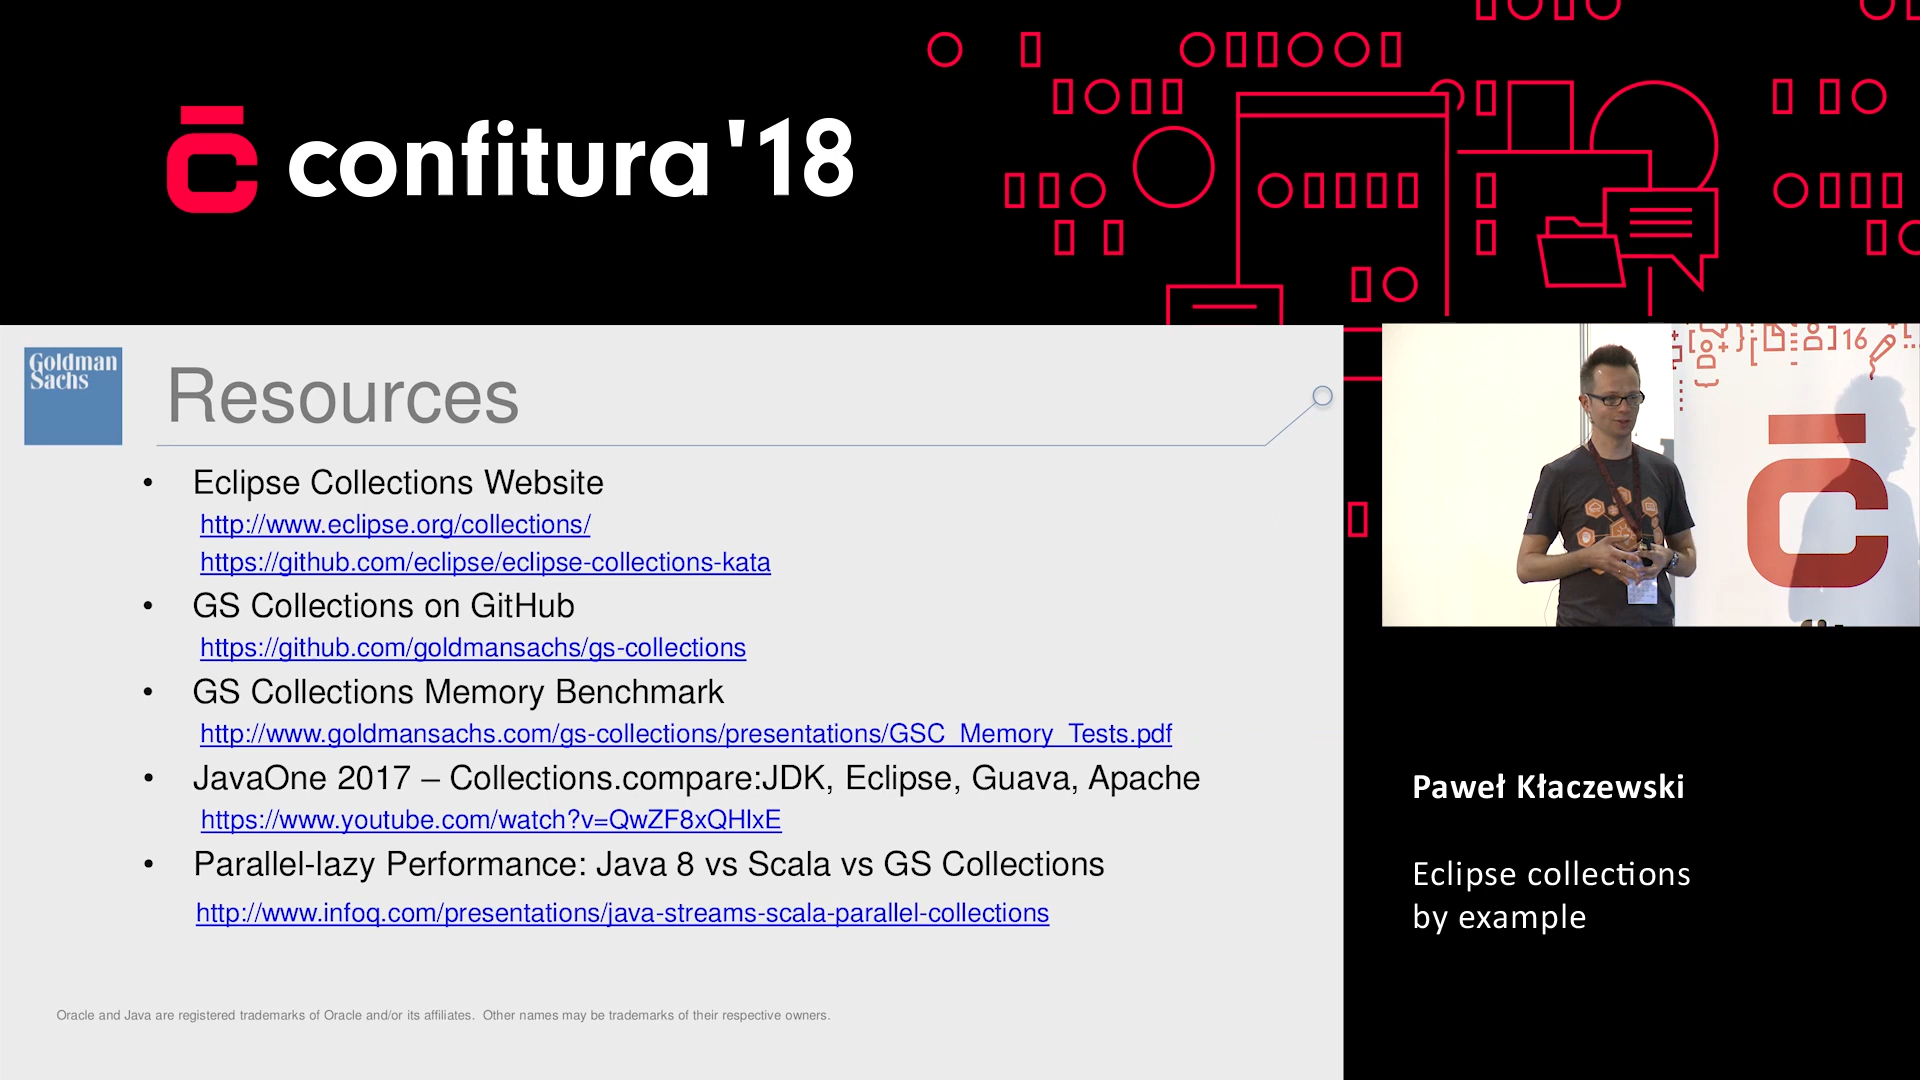 confitura '18
Goldman
Sachs
Resources
• Eclipse Collections Website
http://www.eclipse.org/collections/
https://github.com/eclipse/eclipse-collections-kata
• GS Collections on GitHub
https://github.com/goldmansachs/gs-collections
• GS Collections Memory Benchmark
http://www.goldmansachs.com/gs-collections/presentations/GSC_Memory_Tests.pdf
• JavaOne 2017 – Collections.compare:JDK, Eclipse, Guava, Apache
https://www.youtube.com/watch?v=QwZF8xQHIxE
• Parallel-lazy Performance: Java 8 vs Scala vs GS Collections
http://www.infoq.com/presentations/java-streams-scala-parallel-collections
Oracle and Java are registered trademarks of Oracle and/or its affiliates. Other names may be trademarks of their respective owners.
16
Paweł Kłaczewski
Eclipse collections
by example